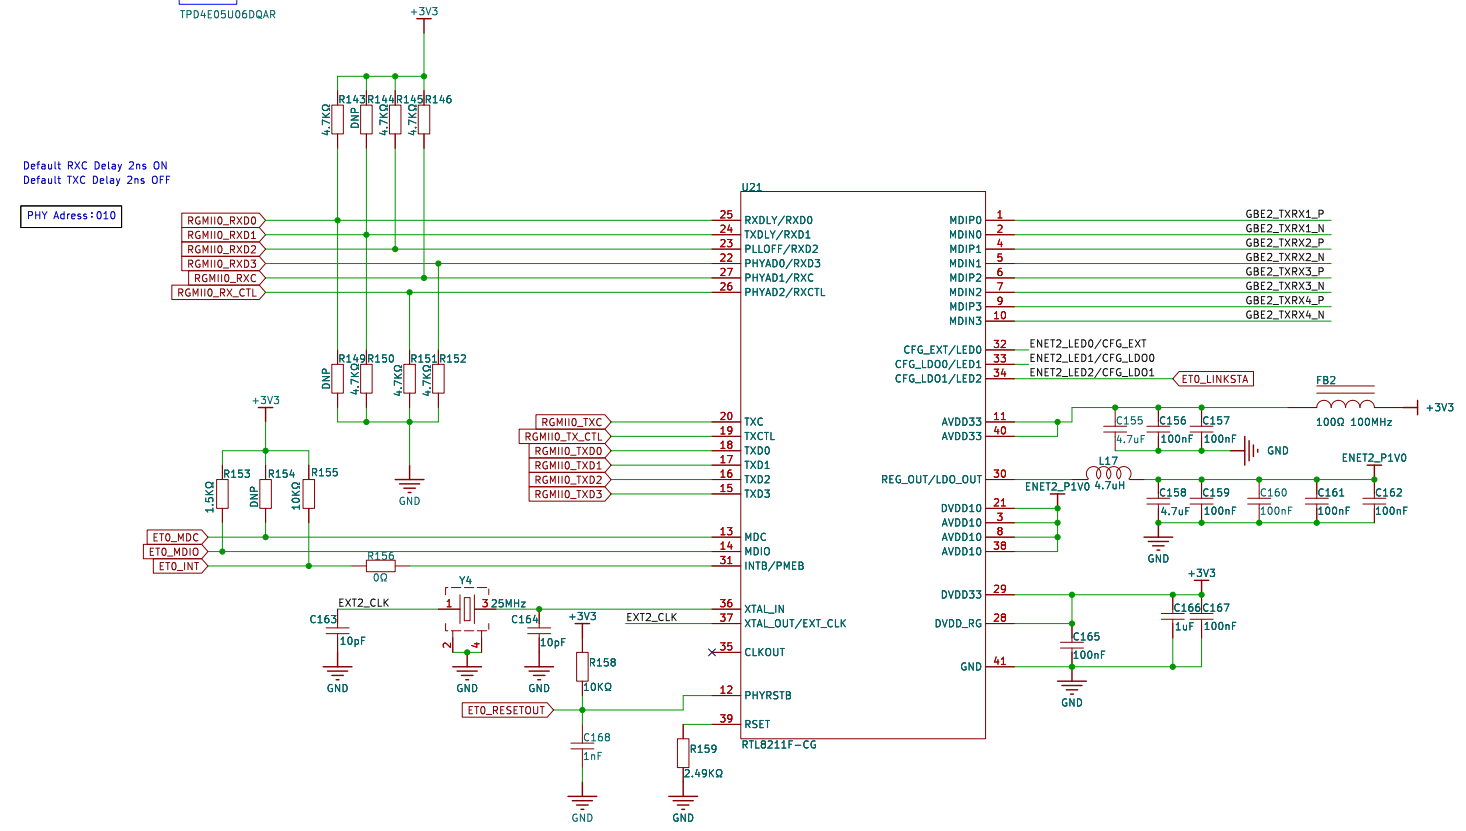 TPD4E05U06DQAR
+3V3
R143 R144 R145 R146
4.7KΩ DNP 4.7KΩ 4.7KΩ
Default RXC Delay 2ns ON
Default TXC Delay 2ns OFF
PHY Adress:010
U21
RGMII0_RXD0 25 RXDLY/RXD0 MDIP0 1 GBE2_TXRX1_P
RGMII0_RXD1 24 TXDLY/RXD1 MDIN0 2 GBE2_TXRX1_N
RGMII0_RXD2 23 PLLOFF/RXD2 MDIP1 4 GBE2_TXRX2_P
RGMII0_RXD3 22 PHYAD0/RXD3 MDIN1 5 GBE2_TXRX2_N
RGMII0_RXC 27 PHYAD1/RXC MDIP2 6 GBE2_TXRX3_P
RGMII0_RX_CTL 26 PHYAD2/RXCTL MDIN2 7 GBE2_TXRX3_N
MDIP3 9 GBE2_TXRX4_P
MDIN3 10 GBE2_TXRX4_N
CFG_EXT/LED0 32 ENET2_LED0/CFG_EXT
R149 R150 R151 R152
CFG_LDO0/LED1 33 ENET2_LED1/CFG_LDO0
DNP 4.7KΩ 4.7KΩ 4.7KΩ
CFG_LDO1/LED2 34 ENET2_LED2/CFG_LDO1 ET0_LINKSTA
FB2
+3V3
+3V3
100Ω 100MHz
RGMII0_TXC 20 TXC AVDD33 11
C155 C156 C157
RGMII0_TX_CTL 19 TXCTL AVDD33 40
4.7uF 100nF 100nF
RGMII0_TXD0 18 TXD0
GND
RGMII0_TXD1 17 TXD1
L17
ENET2_P1V0
RGMII0_TXD2 16 TXD2 REG_OUT/LDO_OUT 30
4.7uH
ENET2_P1V0
RGMII0_TXD3 15 TXD3
R153 R154 R155
1.5KΩ DNP 10KΩ
GND
C158 C159 C160 C161 C162
4.7uF 100nF 100nF 100nF 100nF
DVDD10 21
AVDD10 3
ET0_MDC 13 MDC AVDD10 8
ET0_MDIO 14 MDIO AVDD10 38
R156
GND
ET0_INT 31 INTB/PMEB
0Ω
+3V3
Y4
DVDD33 29
EXT2_CLK 1 3 25MHz 36 XTAL_IN
C166 C167
C163 C164 +3V3 EXT2_CLK 37 XTAL_OUT/EXT_CLK DVDD_RG 28
1uF 100nF
10pF 2 4 10pF
C165
100nF
35 CLKOUT
R158
GND 41
GND GND GND
10KΩ
12 PHYRSTB
GND
ET0_RESETOUT
39 RSET
C168
1nF
R159
2.49KΩ
RTL8211F-CG
GND GND